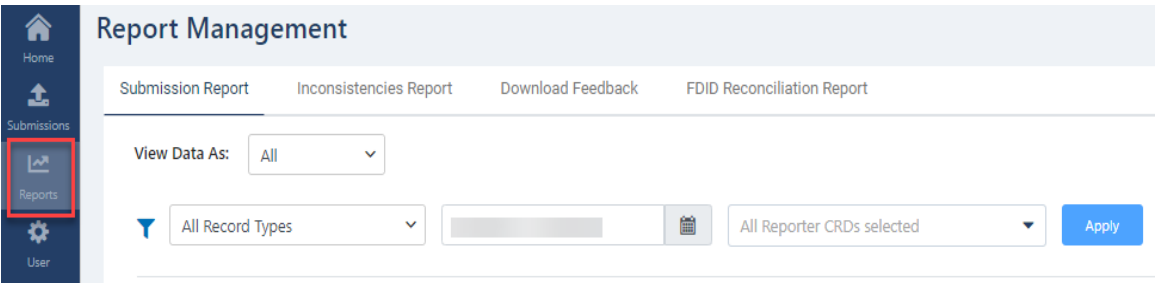 Home
Submissions
Reports
User
Report Management
Submission Report Inconsistencies Report Download Feedback FDID Reconciliation Report
View Data As: All
All Record Types All Reporter CRDs selected Apply